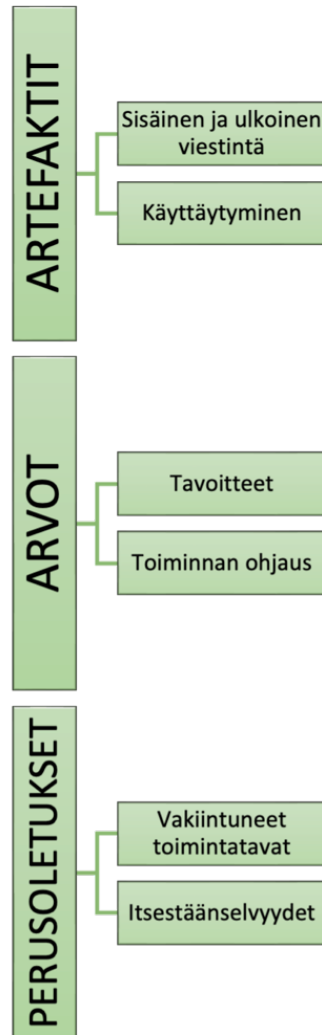 ARTEFAKTIT
Sisäinen ja ulkoinen
viestintä
Käyttäytyminen
ARVOT
Tavoitteet
Toiminnan ohjaus
PERUSOLETUKSET
Vakiintuneet
toimintatavat
Itsestäänselvyydet